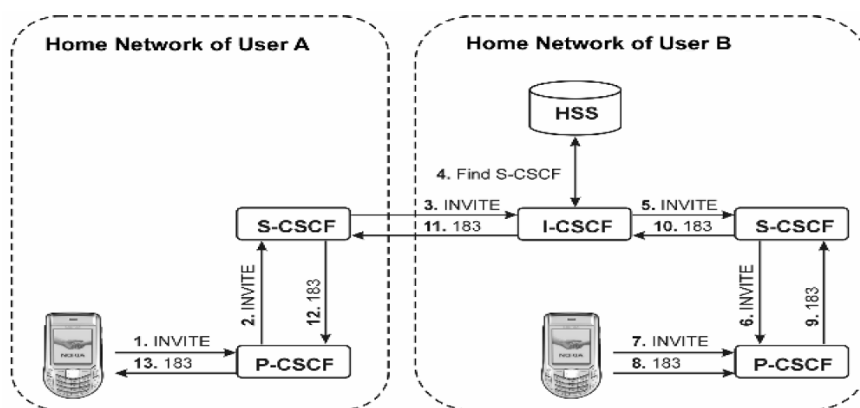 Home Network of User A
Home Network of User B
HSS
4. Find S-CSCF
S-CSCF
3. INVITE
11. 183
I-CSCF
5. INVITE
10. 183
S-CSCF
2. INVITE
12. 183
6. INVITE
9. 183
1. INVITE
13. 183
P-CSCF
7. INVITE
8. 183
P-CSCF
NOKIA